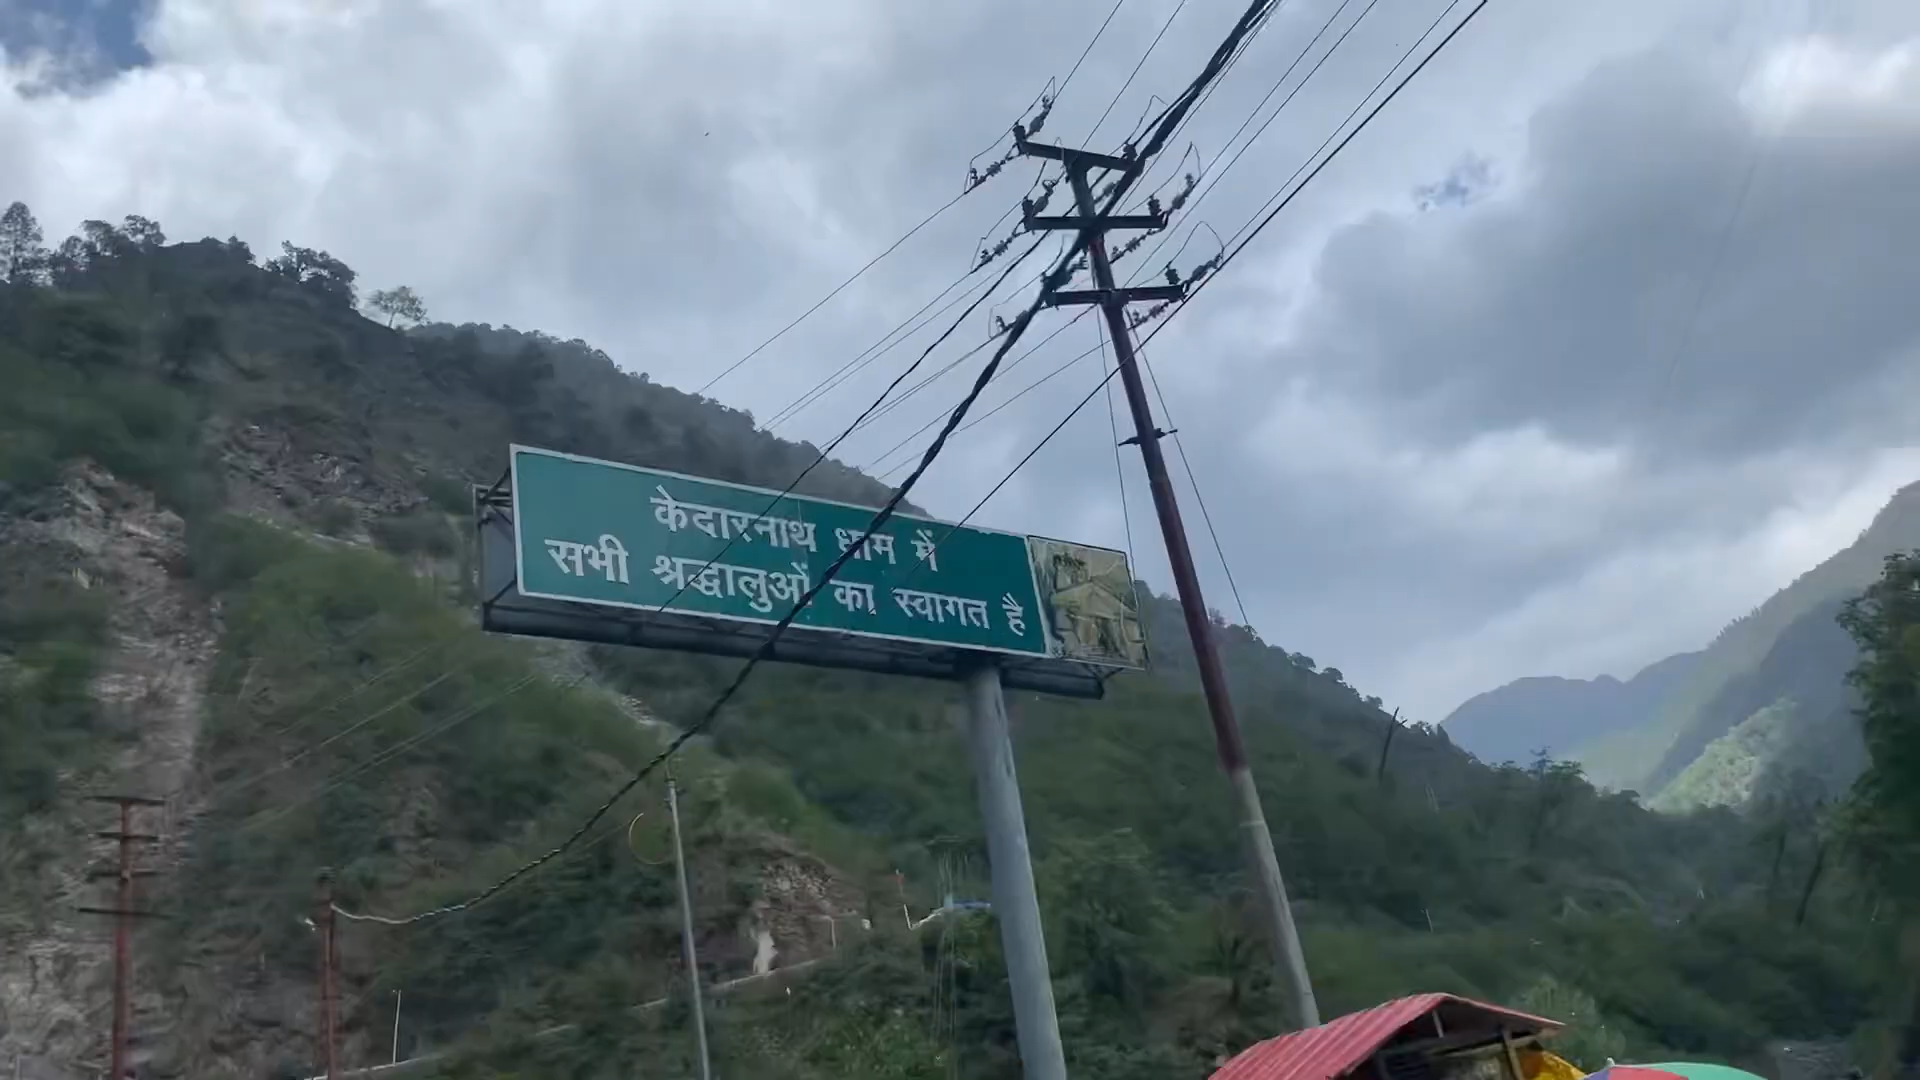 केदारनाथ धाम में
सभी श्रद्धालुओं का स्वागत है